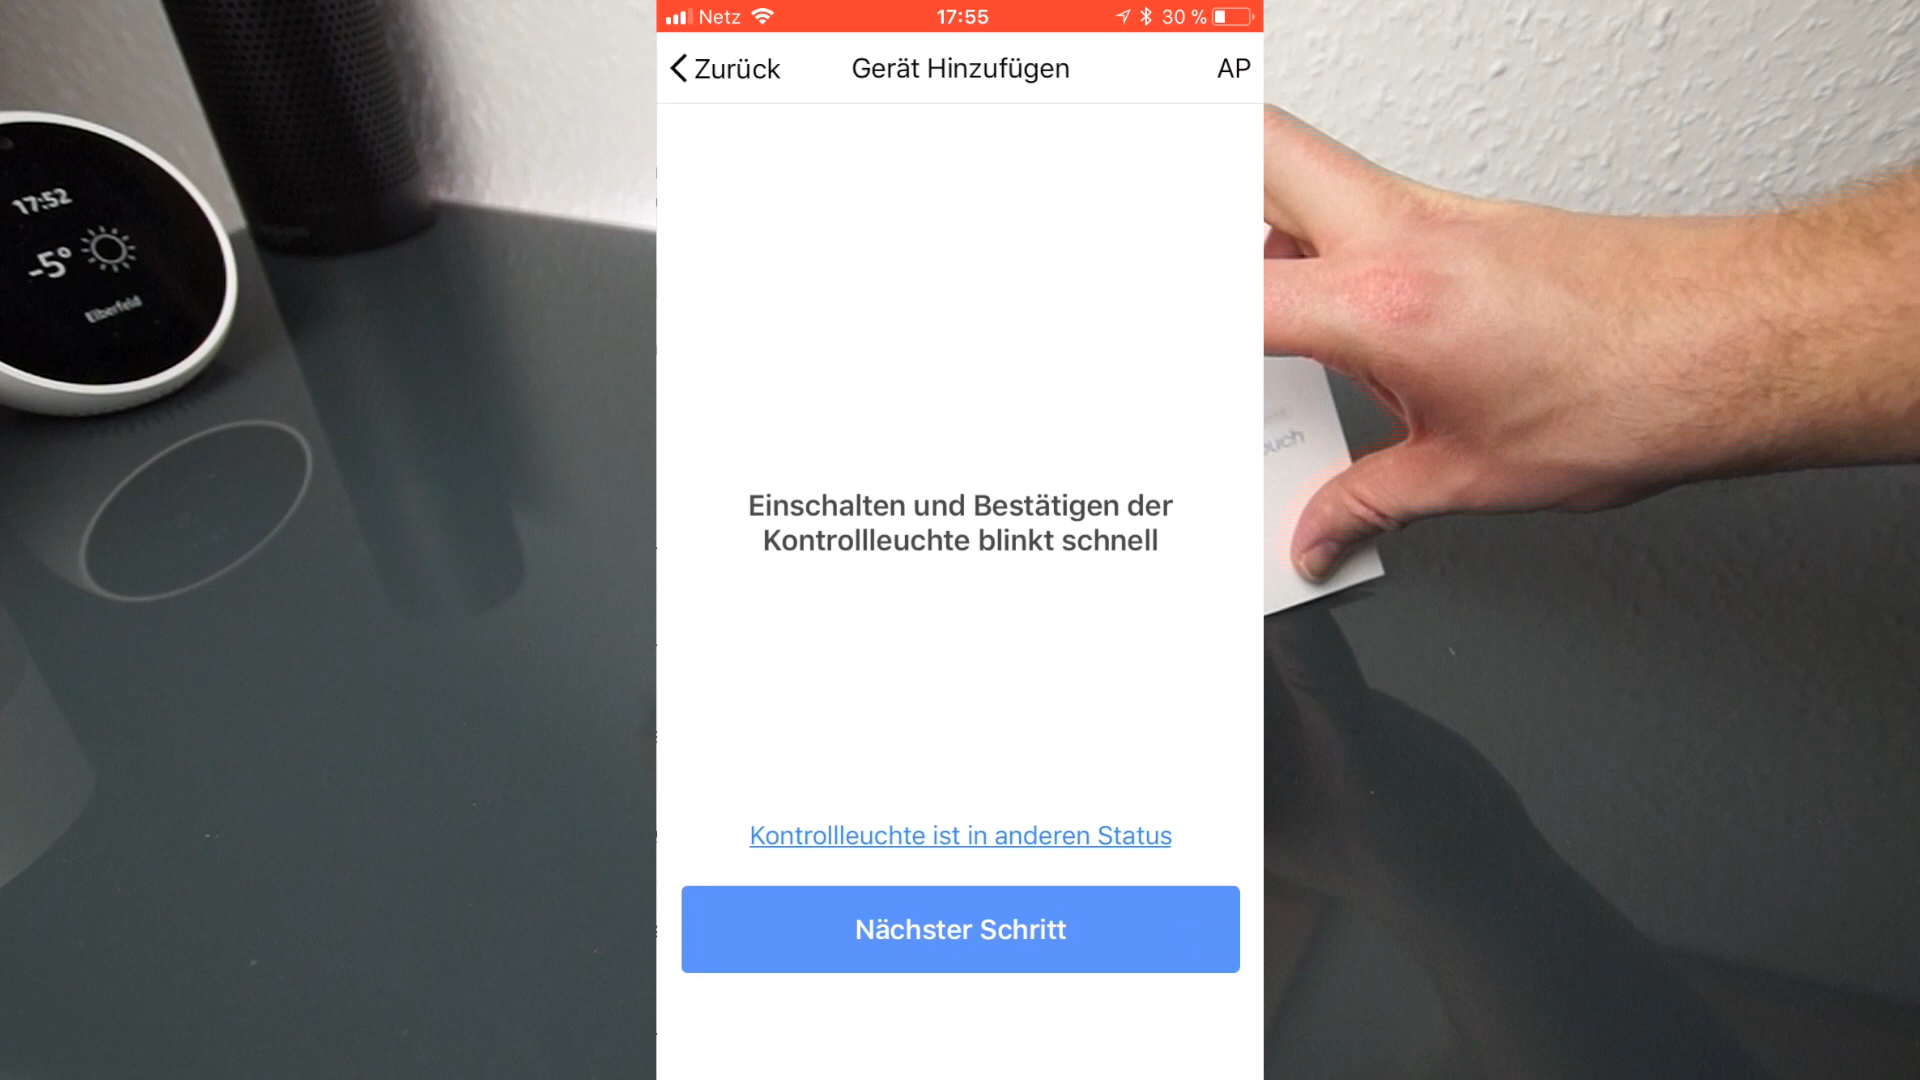 Netz
17:55
30 %
Zurück
Gerät Hinzufügen
AP
17:52
-5°
Elberfeld
Einschalten und Bestätigen der
Kontrollleuchte blinkt schnell
Kontrollleuchte ist in anderen Status
Nächster Schritt